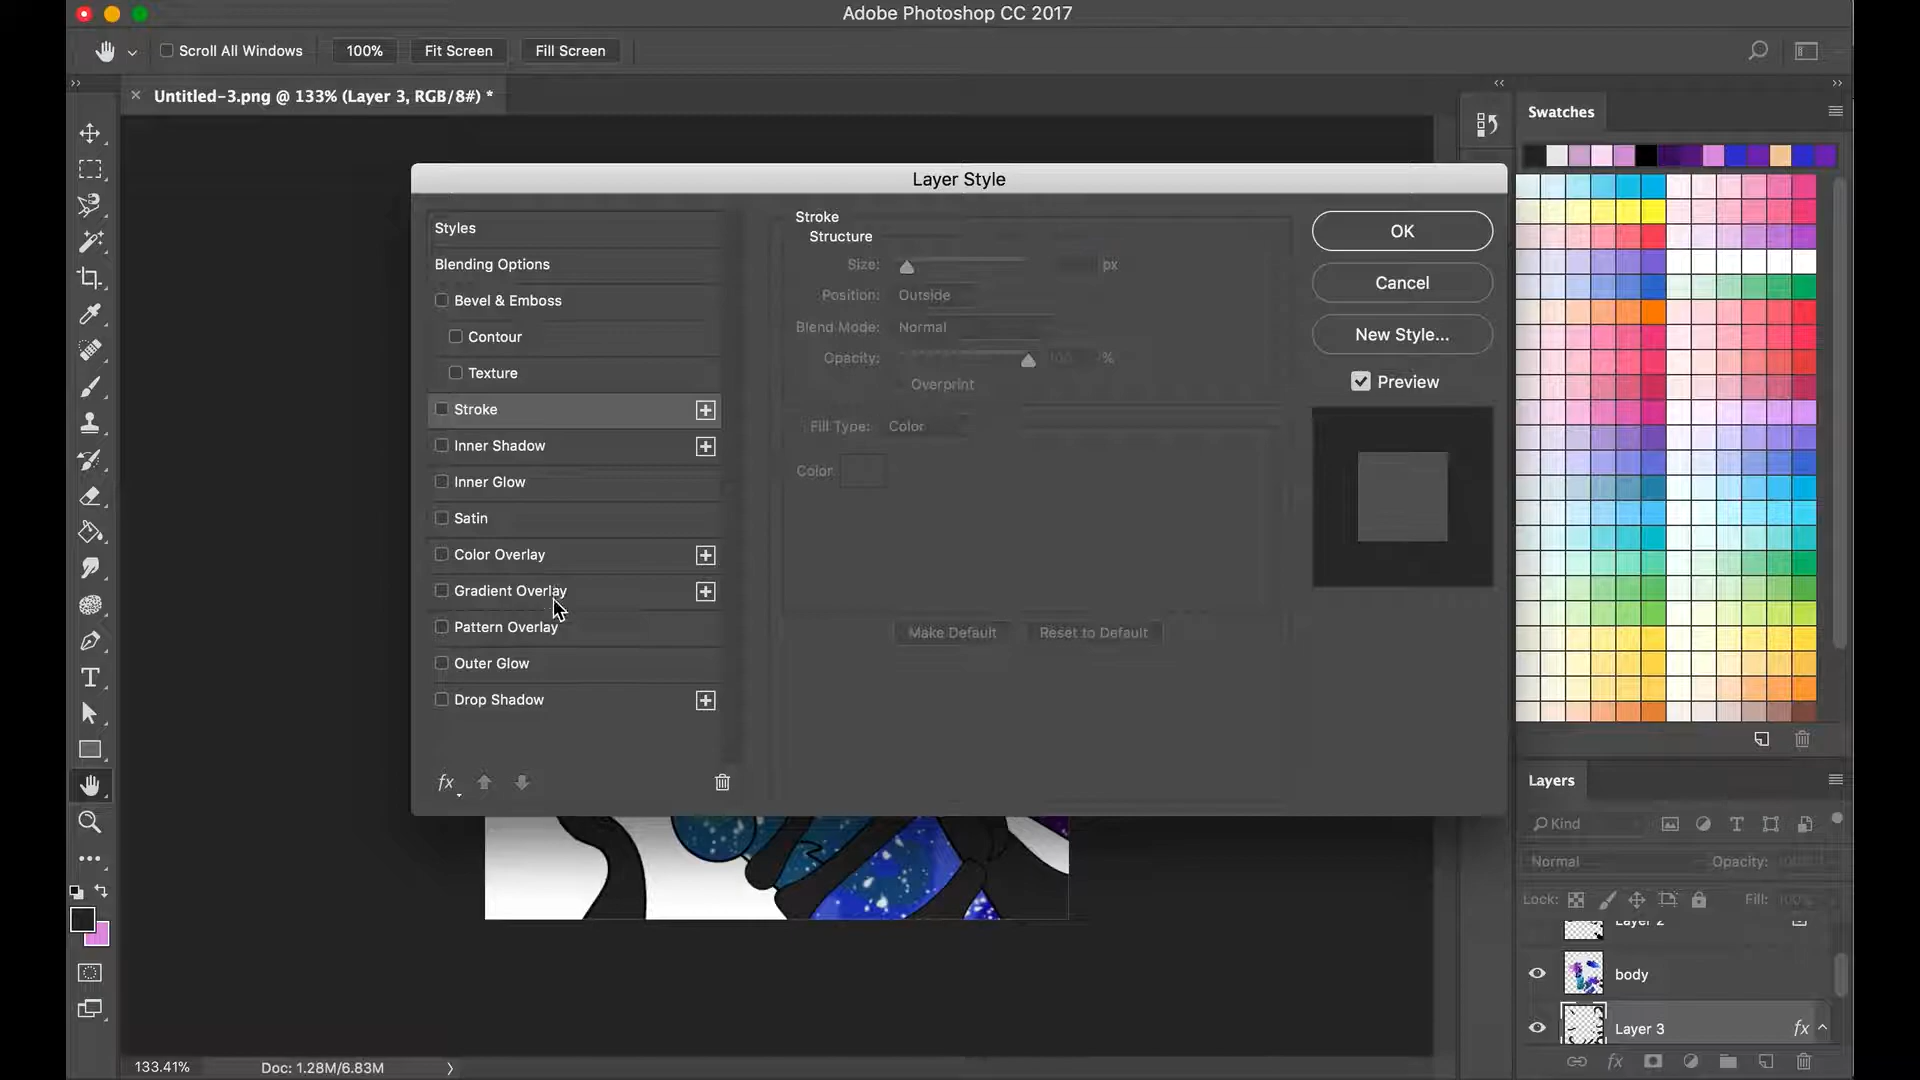 Adobe Photoshop CC 2017
Scroll All Windows 100% Fit Screen Fill Screen
Untitled-3.png @ 133% (Layer 3, RGB/8#) *
Swatches
Layer Style
Styles
Blending Options
Bevel & Emboss
Contour
Texture
Stroke
Inner Shadow
Inner Glow
Satin
Color Overlay
Gradient Overlay
Pattern Overlay
Outer Glow
Drop Shadow
fx
Stroke
Structure
Size: px
Position: Outside
Blend Mode: Normal
Opacity: 100 %
Overprint
Fill Type: Color
Color
Make Default Reset to Default
OK
Cancel
New Style...
Preview
Layers
Kind
Normal Opacity: 100%
Lock: Fill: 100%
Layer 2
body
Layer 3 fx
fx
133.41% Doc: 1.28M/6.83M